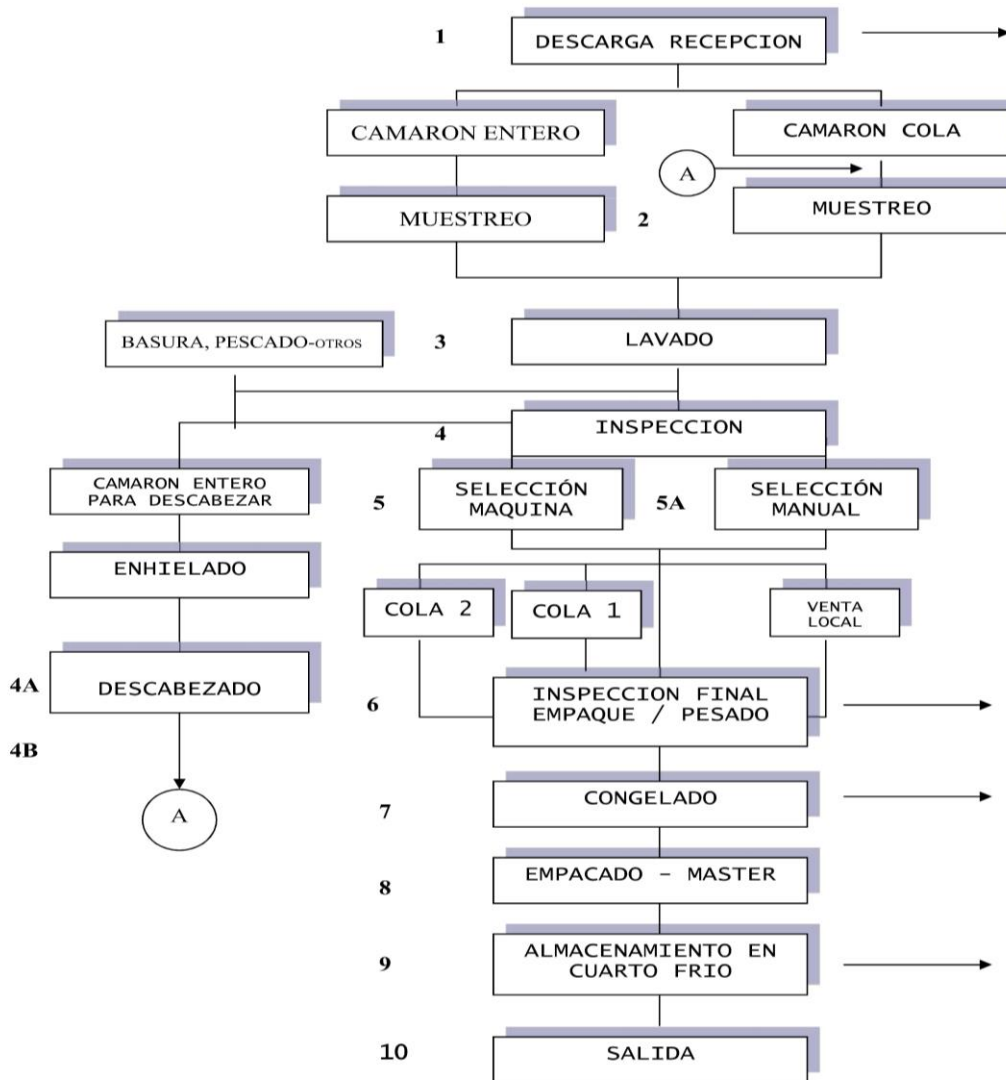 1
DESCARGA RECEPCION
CAMARON ENTERO
CAMARON COLA
A
MUESTREO
2
MUESTREO
BASURA, PESCADO-OTROS
3
LAVADO
4
INSPECCION
CAMARON ENTERO
PARA DESCABEZAR
5
SELECCIÓN
MAQUINA
5A
SELECCIÓN
MANUAL
ENHIELADO
COLA 2
COLA 1
VENTA
LOCAL
4A
DESCABEZADO
6
INSPECCION FINAL
EMPAQUE / PESADO
4B
A
7
CONGELADO
8
EMPACADO – MASTER
9
ALMACENAMIENTO EN
CUARTO FRIO
10
SALIDA